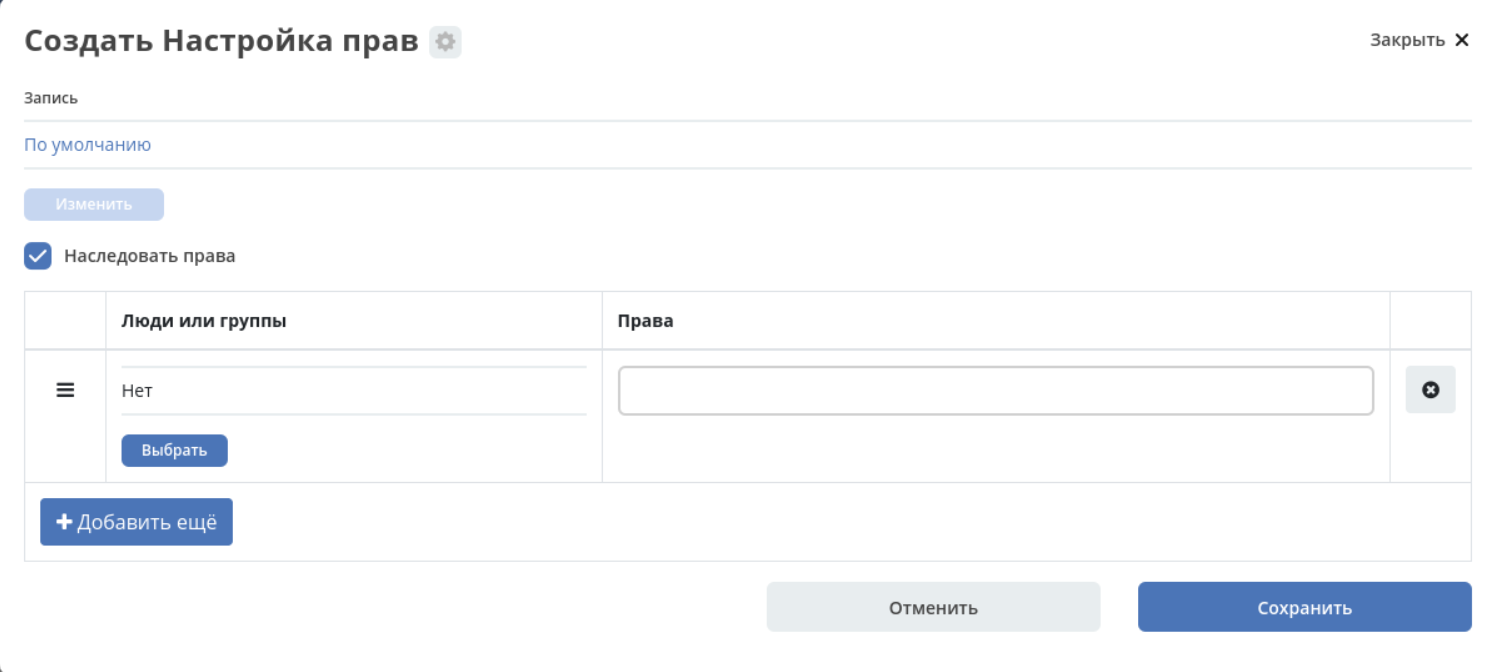 Создать Настройка прав
Закрыть
Запись
По умолчанию
Изменить
Наследовать права
Люди или группы Права
Нет
Выбрать
Добавить ещё
Отменить Сохранить